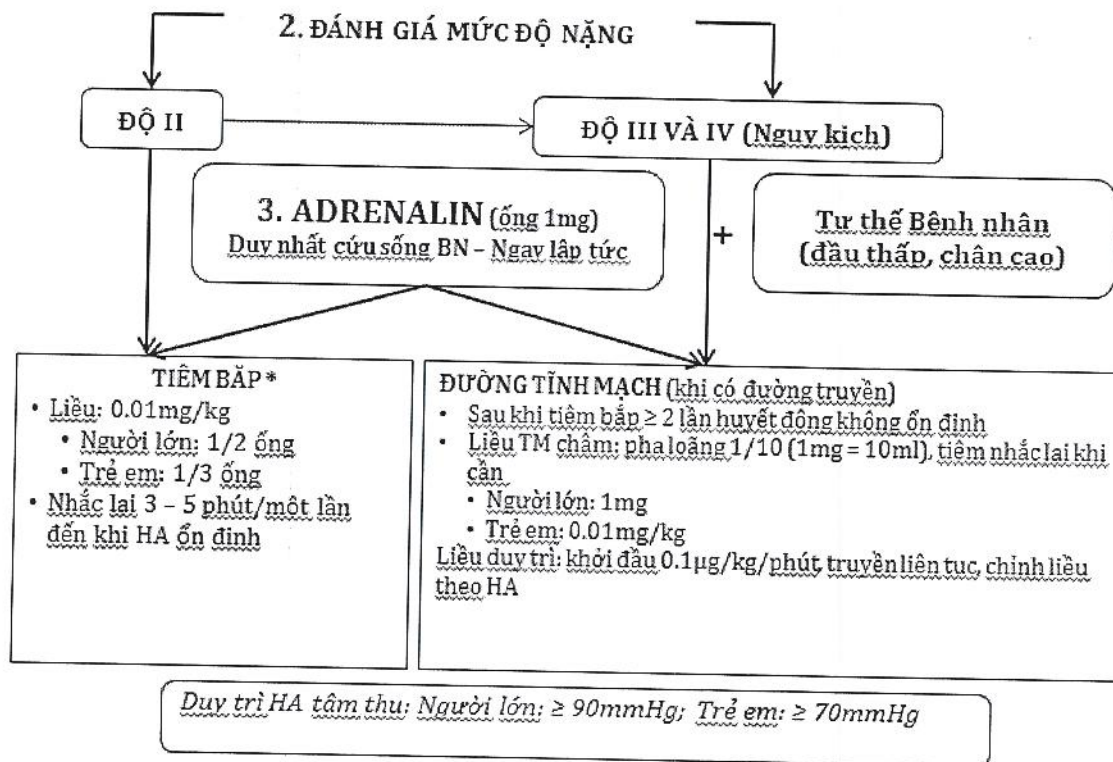 2. ĐÁNH GIÁ MỨC ĐỘ NẶNG
ĐỘ II
ĐỘ III VÀ IV (Nguy kich)
3. ADRENALIN (ống 1mg)
Duy nhất cứu sống BN – Ngay lập tức
+
Tư thế Bệnh nhân
(đầu thấp, chân cao)
TIÊM BẮP *
• Liều: 0.01mg/kg
• Người lớn: 1/2 ống
• Trẻ em: 1/3 ống
• Nhắc lại 3 – 5 phút/một lần
đến khi HA ổn định
ĐƯỜNG TĨNH MẠCH (khi có đường truyền)
• Sau khi tiêm bắp ≥ 2 lần huyết động không ổn định
• Liều TM chậm: pha loãng 1/10 (1mg = 10ml), tiêm nhắc lại khi
cần
• Người lớn: 1mg
• Trẻ em: 0.01mg/kg
Liều duy trì: khởi đầu 0.1µg/kg/phút, truyền liên tục, chỉnh liều
theo HA
Duy trì HA tâm thu: Người lớn: ≥ 90mmHg; Trẻ em: ≥ 70mmHg